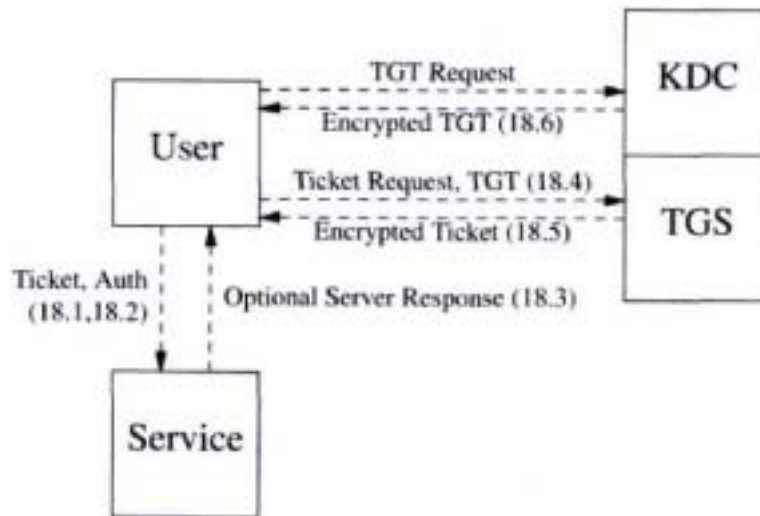 TGT Request
KDC
User
Encrypted TGT (18.6)
Ticket Request, TGT (18.4)
TGS
Encrypted Ticket (18.5)
Ticket, Auth
(18.1,18.2)
Optional Server Response (18.3)
Service